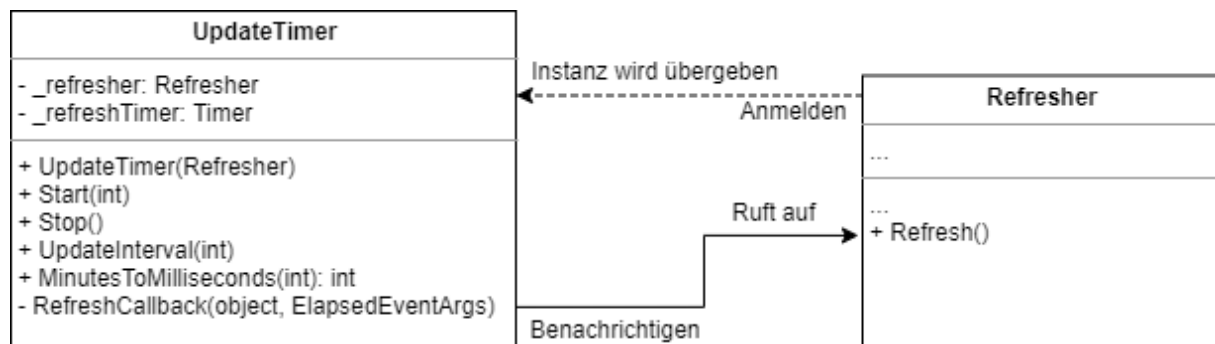 UpdateTimer
- _refresher: Refresher
- _refreshTimer: Timer
+ UpdateTimer(Refresher)
+ Start(int)
+ Stop()
+ UpdateInterval(int)
+ MinutesToMilliseconds(int): int
- RefreshCallback(object, ElapsedEventArgs)
Instanz wird übergeben
Anmelden
Ruft auf
Benachrichtigen
Refresher
...
...
+ Refresh()